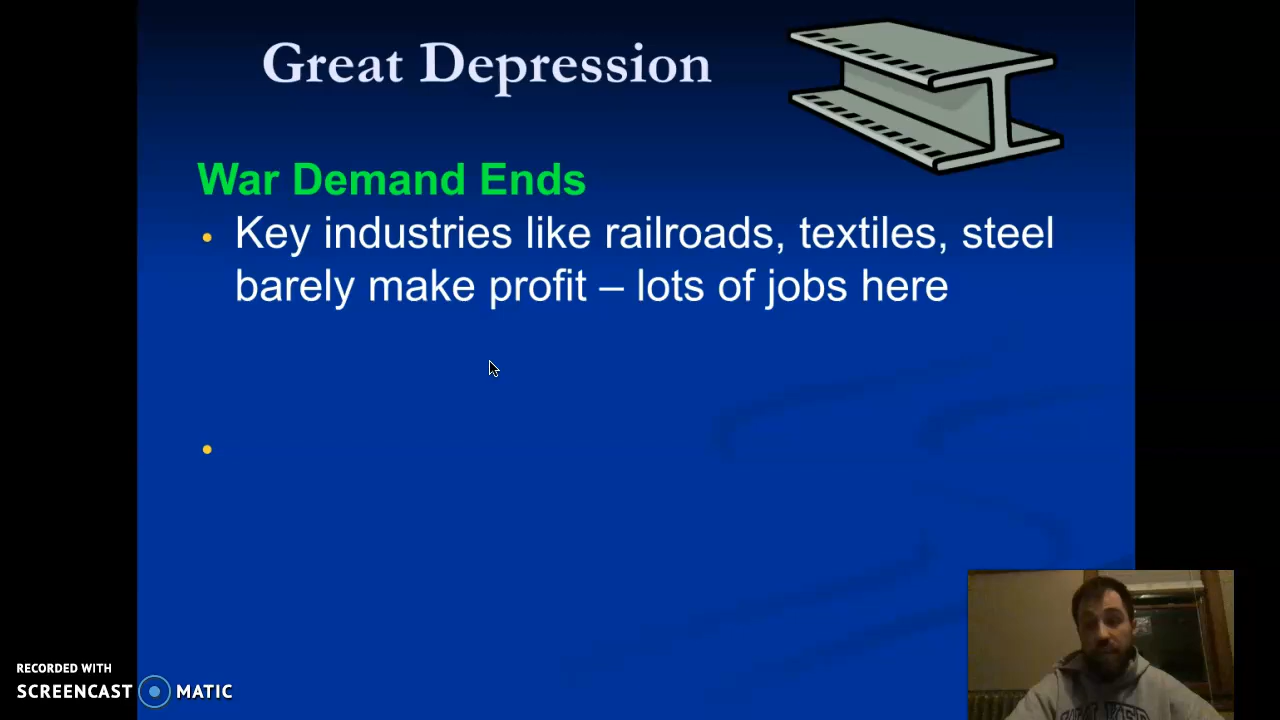 Great Depression
War Demand Ends
• Key industries like railroads, textiles, steel
barely make profit – lots of jobs here
•
RECORDED WITH
SCREENCAST MATIC